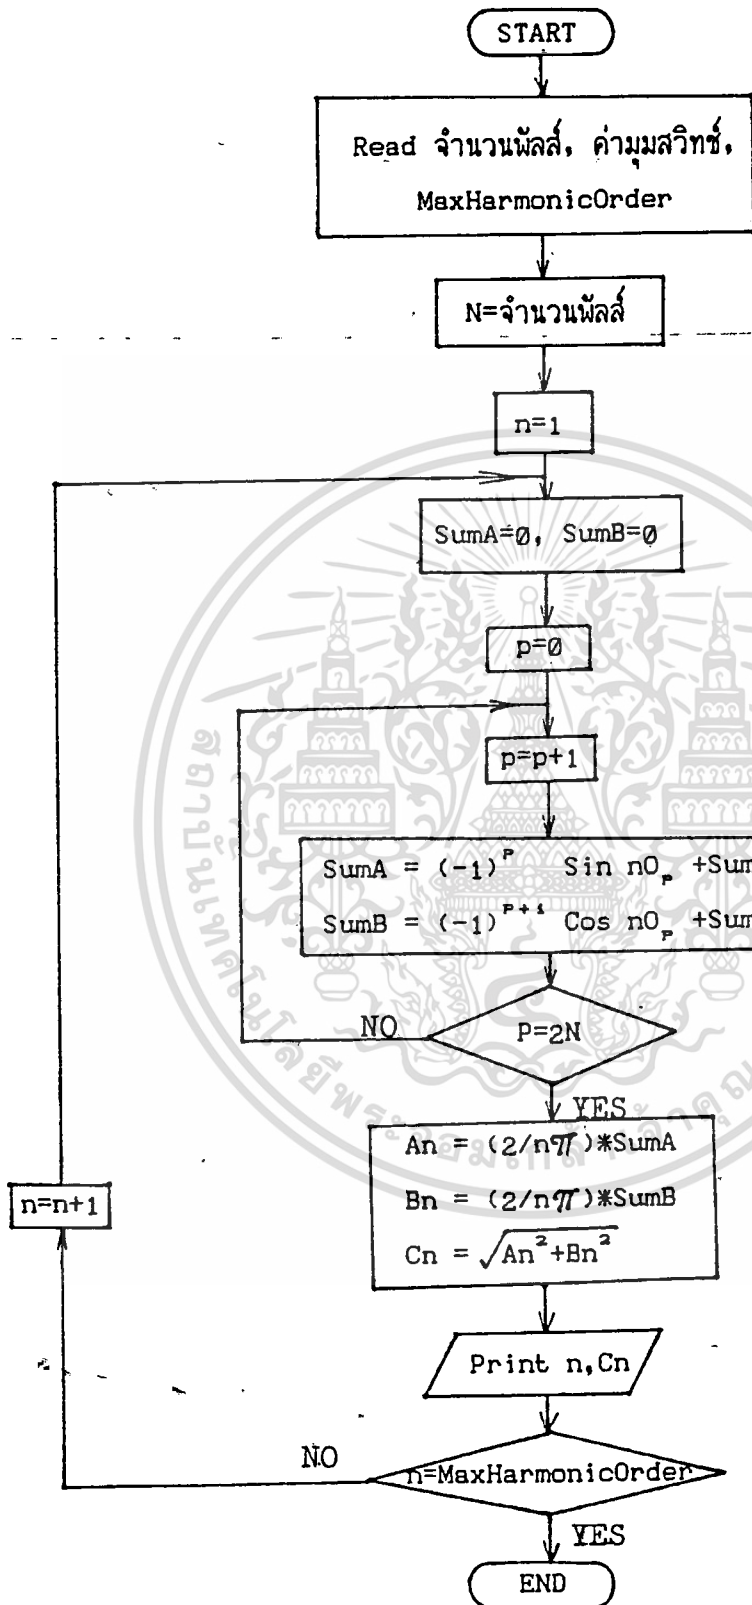 START
Read จำนวนพัลส์, ค่ามุมสวิทช์,
MaxHarmonicOrder
N=จำนวนพัลส์
n=1
SumA=0, SumB=0
p=0
p=p+1
SumA = (-1)^p Sin nO_p +Sum
SumB = (-1)^p+1 Cos nO_p +Sum
P=2N
NO
YES
An = (2/nπ)*SumA
Bn = (2/nπ)*SumB
Cn = √An²+Bn²
n=n+1
Print n,Cn
n=MaxHarmonicOrder
NO
YES
END